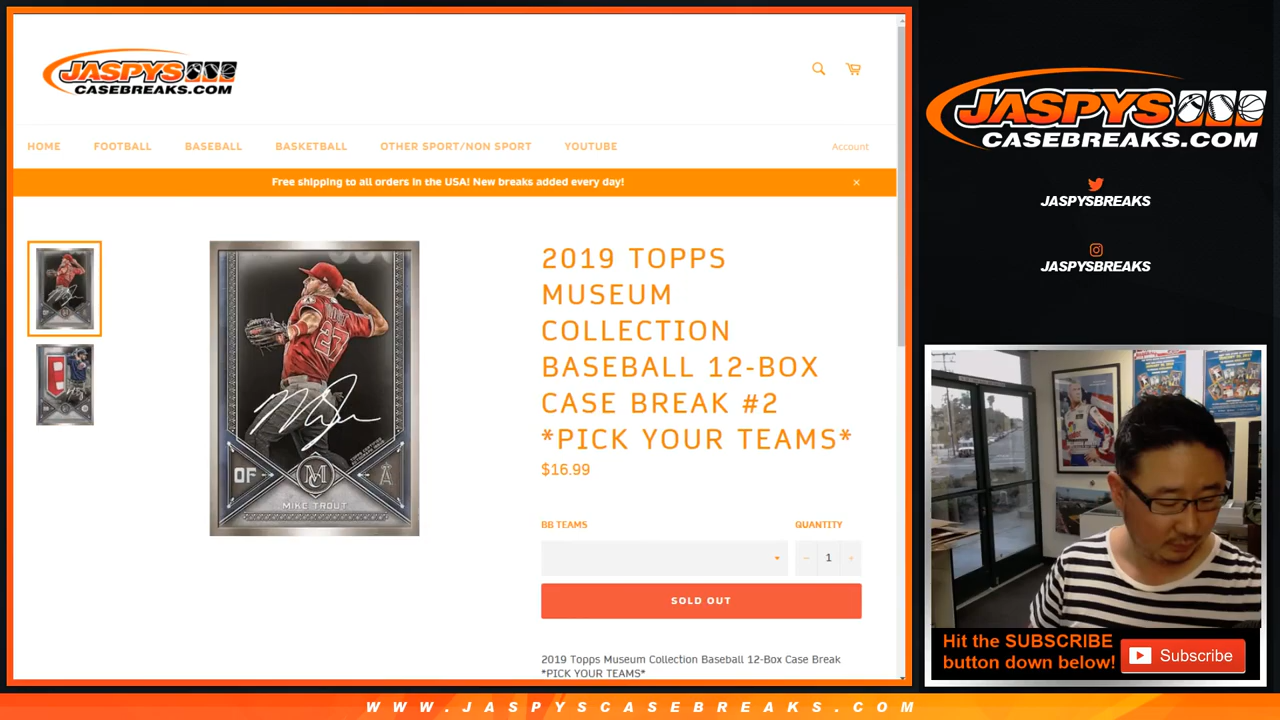 JASPYS
CASEBREAKS.COM
HOME FOOTBALL BASEBALL BASKETBALL OTHER SPORT/NON SPORT YOUTUBE Account
Free shipping to all orders in the USA! New breaks added every day! ×
2019 TOPPS
MUSEUM
COLLECTION
BASEBALL 12-BOX
CASE BREAK #2
*PICK YOUR TEAMS*
$16.99
BB TEAMS QUANTITY
− 1 +
SOLD OUT
2019 Topps Museum Collection Baseball 12-Box Case Break
*PICK YOUR TEAMS*
27
OF MC A
MIKE TROUT
JASPYS
CASEBREAKS.COM
JASPYSBREAKS
JASPYSBREAKS
Hit the SUBSCRIBE
button down below!
Subscribe
WWW.JASPYSCASEBREAKS.COM